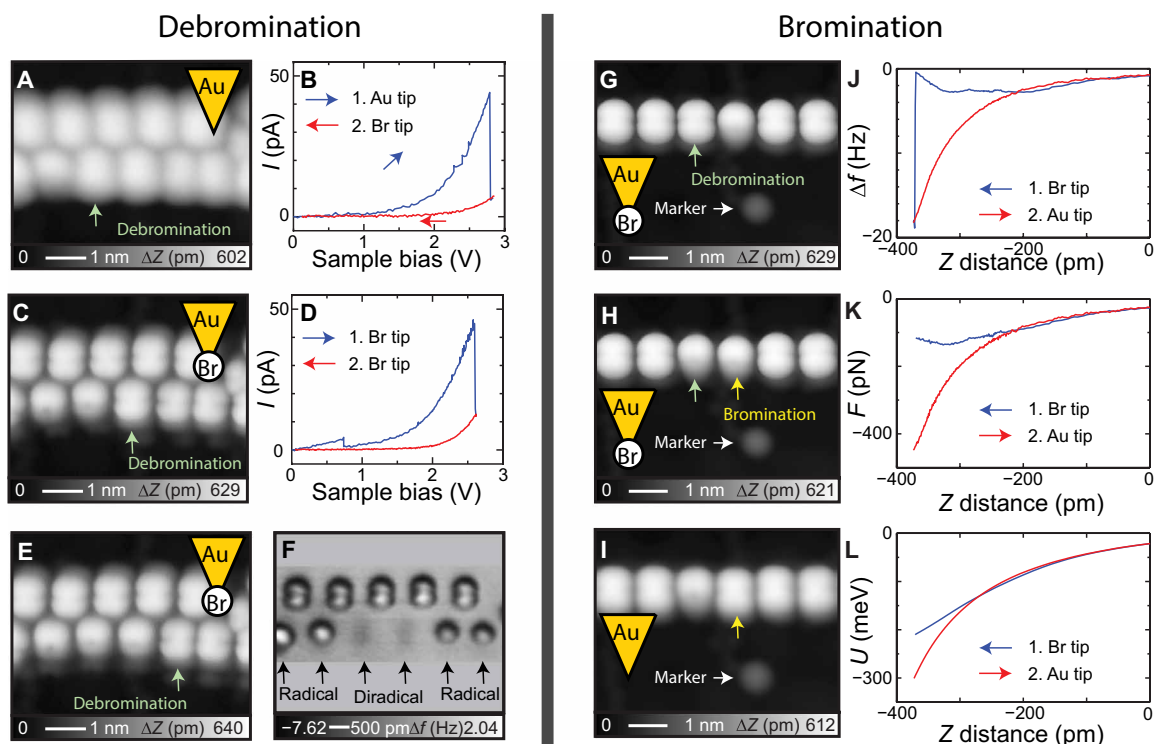 Debromination
Bromination
A
Au
Debromination
0 1 nm ΔZ (pm) 602
B
50
0
I (pA)
1. Au tip
2. Br tip
0 1 2 3
Sample bias (V)
C
Au
Br
Debromination
0 1 nm ΔZ (pm) 629
D
50
0
I (pA)
1. Br tip
2. Br tip
0 1 2 3
Sample bias (V)
E
Au
Br
Debromination
0 1 nm ΔZ (pm) 640
F
Radical Diradical Radical
−7.62 500 pm Δf (Hz) 2.04
G
Au
Br
Debromination
Marker
0 1 nm ΔZ (pm) 629
H
Au
Br
Bromination
Marker
0 1 nm ΔZ (pm) 621
I
Au
Marker
0 1 nm ΔZ (pm) 612
J
0
−20
Δf (Hz)
1. Br tip
2. Au tip
−400 −200 0
Z distance (pm)
K
0
−400
F (pN)
1. Br tip
2. Au tip
−400 −200 0
Z distance (pm)
L
0
−300
U (meV)
1. Br tip
2. Au tip
−400 −200 0
Z distance (pm)